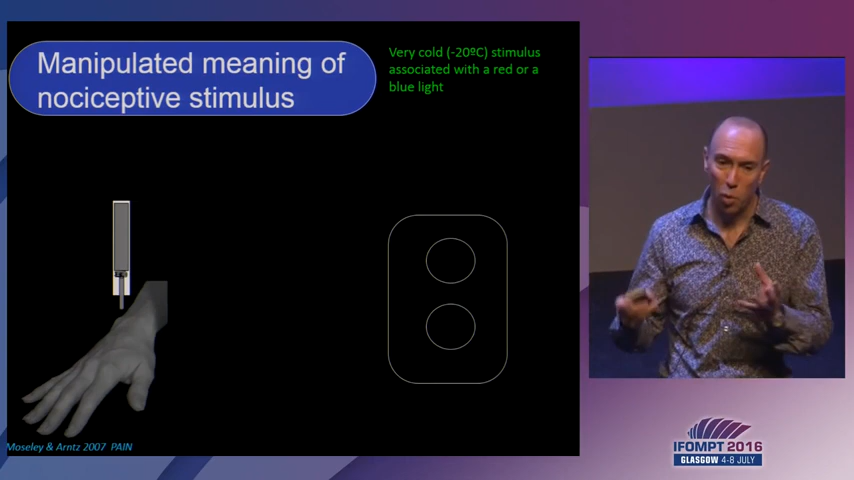 Manipulated meaning of
nociceptive stimulus
Very cold (-20ºC) stimulus
associated with a red or a
blue light
Moseley & Arntz 2007 PAIN
IFOMPT 2016
GLASGOW 4-8 JULY